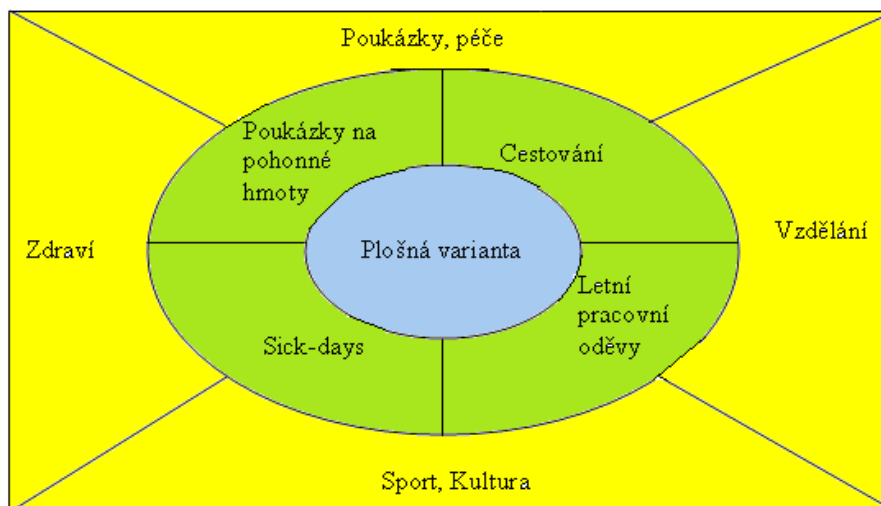 Poukázky, péče
Poukázky na
pohonné
hmoty
Cestování
Zdraví
Plošná varianta
Vzdělání
Letní
pracovní
oděvy
Sick-days
Sport, Kultura